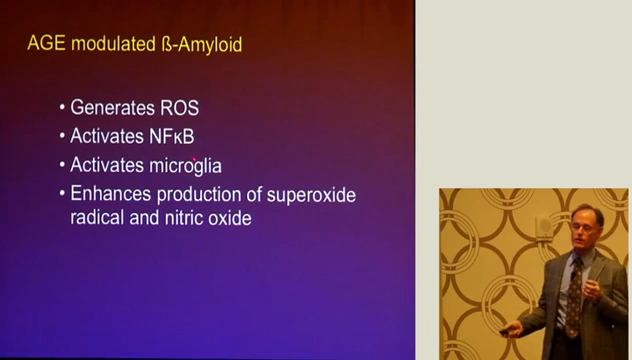 AGE modulated ß-Amyloid
• Generates ROS
• Activates NFκB
• Activates microglia
• Enhances production of superoxide
radical and nitric oxide